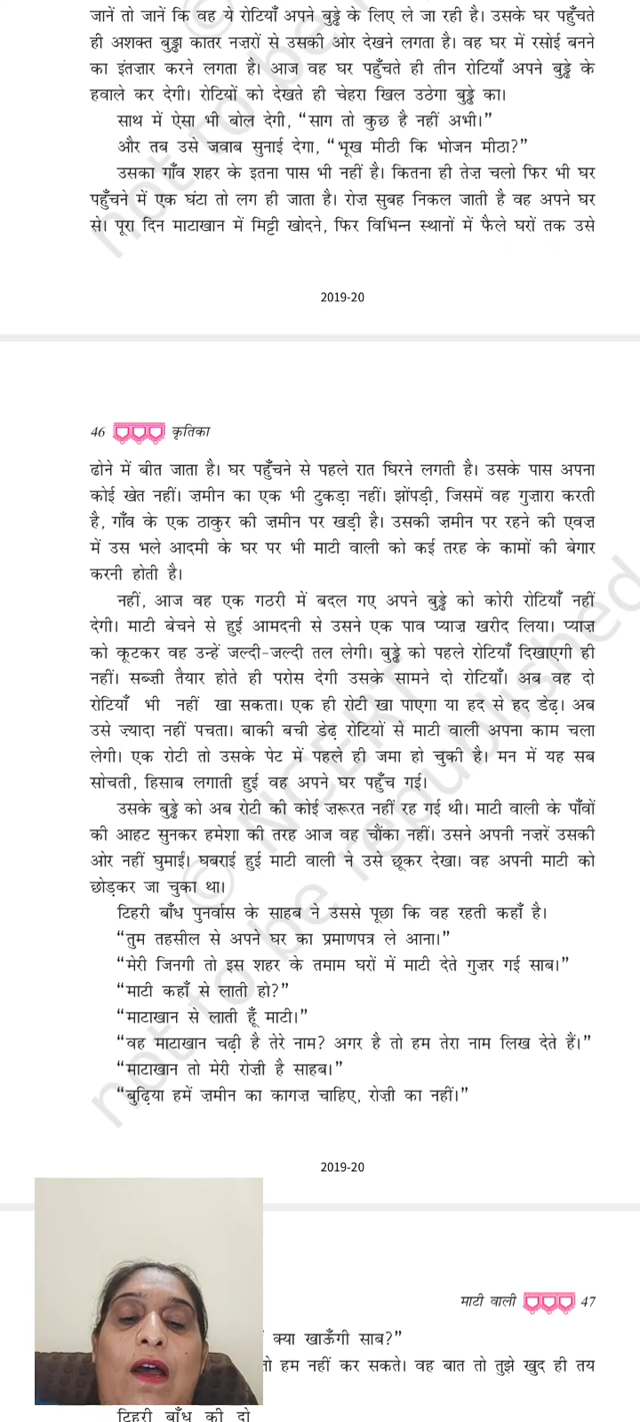 जानें तो जानें कि वह ये रोटियाँ अपने बुड्ढे के लिए ले जा रही है। उसके घर पहुँचते
ही अशक्त बुड्ढा कातर नज़रों से उसकी ओर देखने लगता है। वह घर में रसोई बनने
का इंतज़ार करने लगता है। आज वह घर पहुँचते ही तीन रोटियाँ अपने बुड्ढे के
हवाले कर देगी। रोटियों को देखते ही चेहरा खिल उठेगा बुड्ढे का।
साथ में ऐसा भी बोल देगी, “साग तो कुछ है नहीं अभी।”
और तब उसे जवाब सुनाई देगा, “भूख मीठी कि भोजन मीठा?”
उसका गाँव शहर के इतना पास भी नहीं है। कितना ही तेज़ चलो फिर भी घर
पहुँचने में एक घंटा तो लग ही जाता है। रोज़ सुबह निकल जाती है वह अपने घर
से। पूरा दिन माटाखान में मिट्टी खोदने, फिर विभिन्न स्थानों में फैले घरों तक उसे
2019-20
46 कृतिका
ढोने में बीत जाता है। घर पहुँचने से पहले रात घिरने लगती है। उसके पास अपना
कोई खेत नहीं। ज़मीन का एक भी टुकड़ा नहीं। झोंपड़ी, जिसमें वह गुज़ारा करती
है, गाँव के एक ठाकुर की ज़मीन पर खड़ी है। उसकी ज़मीन पर रहने की एवज़
में उस भले आदमी के घर पर भी माटी वाली को कई तरह के कामों की बेगार
करनी होती है।
नहीं, आज वह एक गठरी में बदल गए अपने बुड्ढे को कोरी रोटियाँ नहीं
देगी। माटी बेचने से हुई आमदनी से उसने एक पाव प्याज़ खरीद लिया। प्याज़
को कूटकर वह उन्हें जल्दी-जल्दी तल लेगी। बुड्ढे को पहले रोटियाँ दिखाएगी ही
नहीं। सब्ज़ी तैयार होते ही परोस देगी उसके सामने दो रोटियाँ। अब वह दो
रोटियाँ भी नहीं खा सकता। एक ही रोटी खा पाएगा या हद से हद डेढ़। अब
उसे ज़्यादा नहीं पचता। बाकी बची डेढ़ रोटियों से माटी वाली अपना काम चला
लेगी। एक रोटी तो उसके पेट में पहले ही जमा हो चुकी है। मन में यह सब
सोचती, हिसाब लगाती हुई वह अपने घर पहुँच गई।
उसके बुड्ढे को अब रोटी की कोई ज़रूरत नहीं रह गई थी। माटी वाली के पाँवों
की आहट सुनकर हमेशा की तरह आज वह चौंका नहीं। उसने अपनी नज़रें उसकी
ओर नहीं घुमाईं। घबराई हुई माटी वाली ने उसे छूकर देखा। वह अपनी माटी को
छोड़कर जा चुका था।
टिहरी बाँध पुनर्वास के साहब ने उससे पूछा कि वह रहती कहाँ है।
“तुम तहसील से अपने घर का प्रमाणपत्र ले आना।”
“मेरी जिनगी तो इस शहर के तमाम घरों में माटी देते गुज़र गई साब।”
“माटी कहाँ से लाती हो?”
“माटाखान से लाती हूँ माटी।”
“वह माटाखान चढ़ी है तेरे नाम? अगर है तो हम तेरा नाम लिख देते हैं।”
“माटाखान तो मेरी रोज़ी है साहब।”
“बुढ़िया हमें ज़मीन का कागज़ चाहिए, रोज़ी का नहीं।”
2019-20
माटी वाली 47
क्या खाऊँगी साब?”
हम नहीं कर सकते। वह बात तो तुझे खुद ही तय
टिहरी बाँध की दो
© NCERT
not to be republished